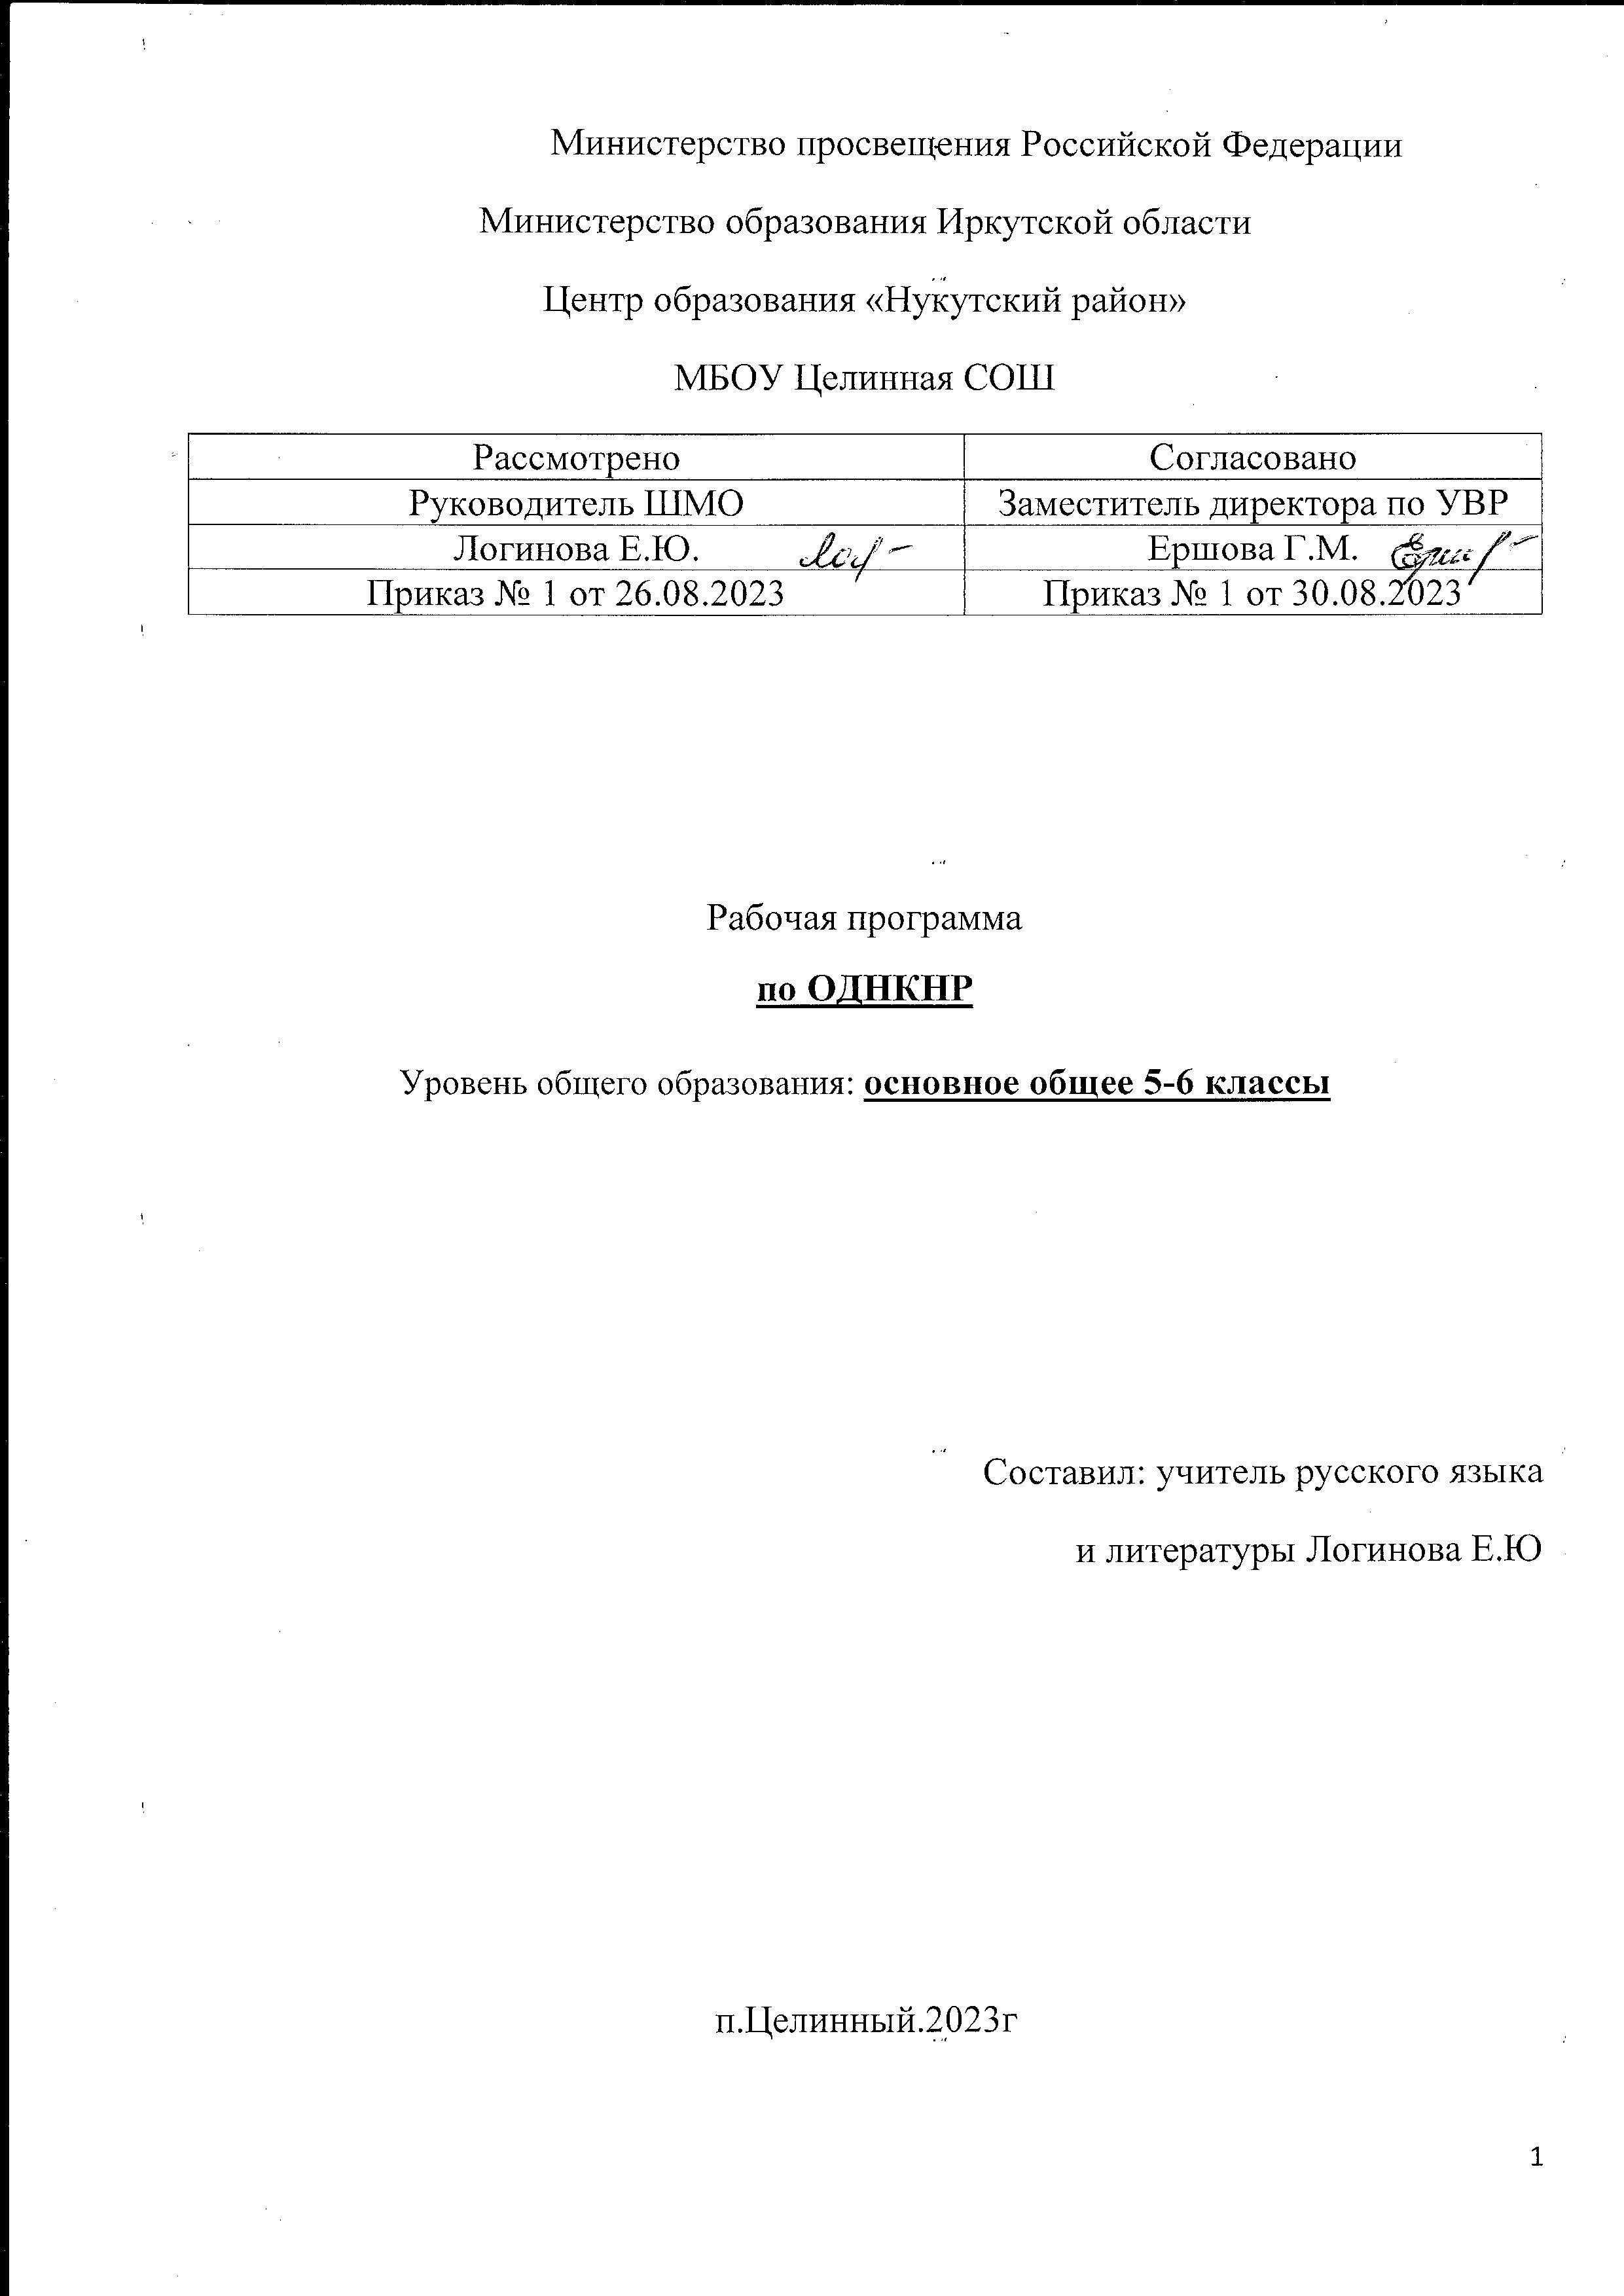 Министерство просвещения Российской Федерации
Министерство образования Иркутской области
Центр образования «Нукутский район»
МБОУ Целинная СОШ
Рассмотрено Согласовано
Руководитель ШМО Заместитель директора по УВР
Логинова Е.Ю. Ершова Г.М.
Приказ № 1 от 26.08.2023 Приказ № 1 от 30.08.2023
Рабочая программа
по ОДНКНР
Уровень общего образования: основное общее 5-6 классы
Составил: учитель русского языка
и литературы Логинова Е.Ю
п.Целинный.2023г
1